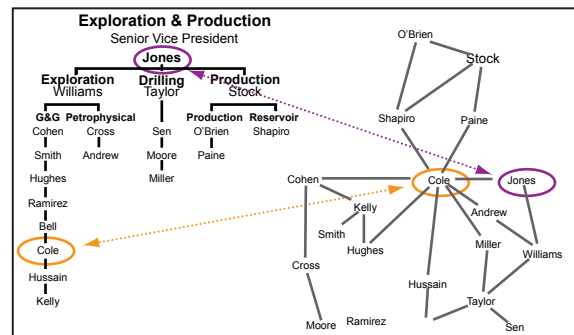 Exploration & Production
Senior Vice President
Jones
Exploration Drilling Production
Williams Taylor Stock
G&G Petrophysical Production Reservoir
Cohen Cross Sen O'Brien Shapiro
Smith Andrew Moore Paine
Hughes Miller
Ramirez
Bell
Cole
Hussain
Kelly
O'Brien
Stock
Shapiro Paine
Cohen Cole Jones
Kelly Andrew
Smith
Hughes Miller Williams
Cross
Hussain
Taylor
Moore Ramirez Sen